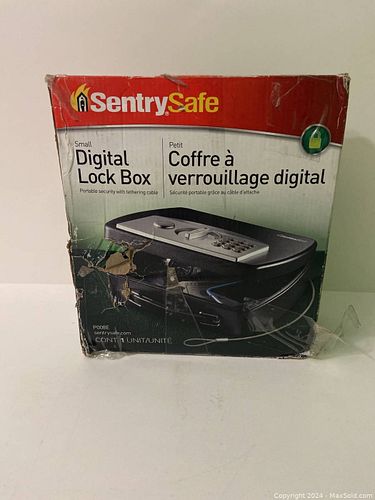 SentrySafe
Small
Digital
Lock Box
Portable security with tethering cable
Petit
Coffre à
verrouillage digital
Sécurité portable grâce au câble d'attache
P008E
sentrysafe.com
CONT. 1 UNIT/UNITÉ
Copyright 2024 - MaxSold.com